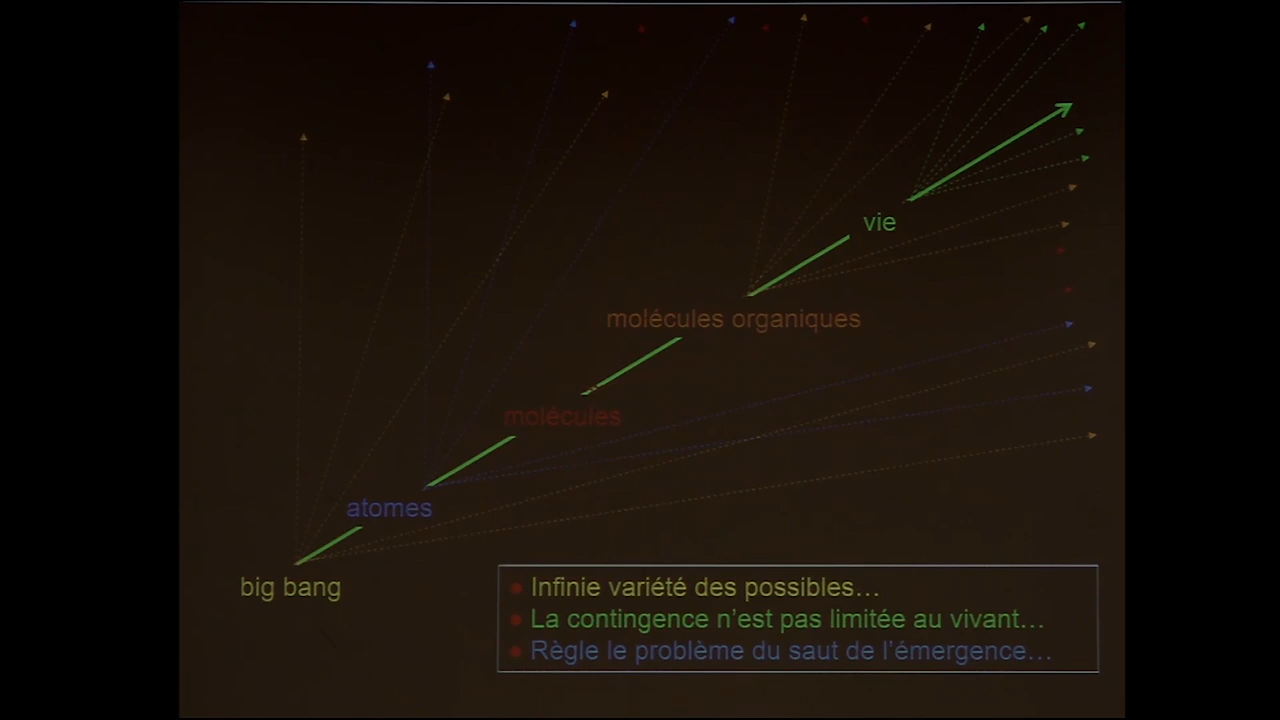 vie
molécules organiques
molécules
atomes
big bang
Infinie variété des possibles…
La contingence n’est pas limitée au vivant…
Règle le problème du saut de l’émergence…